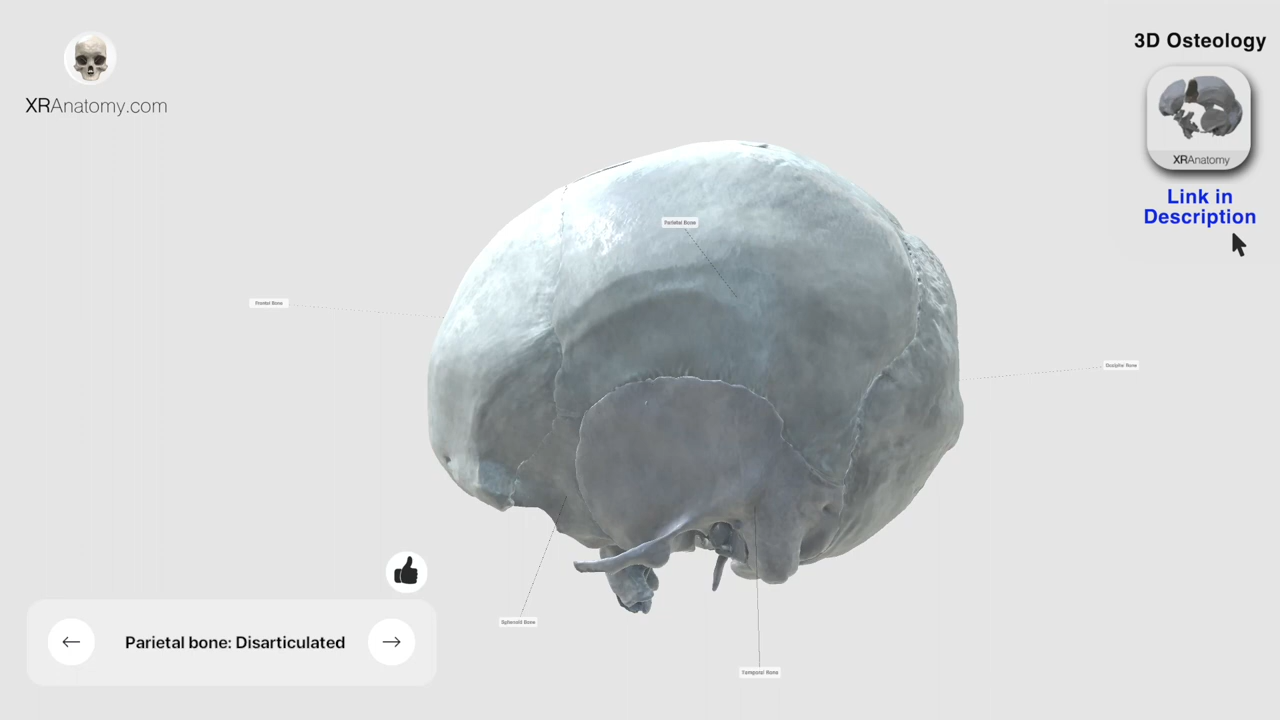 3D Osteology
XRAnatomy.com
XRAnatomy
Link in
Description
Parietal Bone
Frontal Bone
Occipital Bone
Sphenoid Bone
Parietal bone: Disarticulated
Temporal Bone